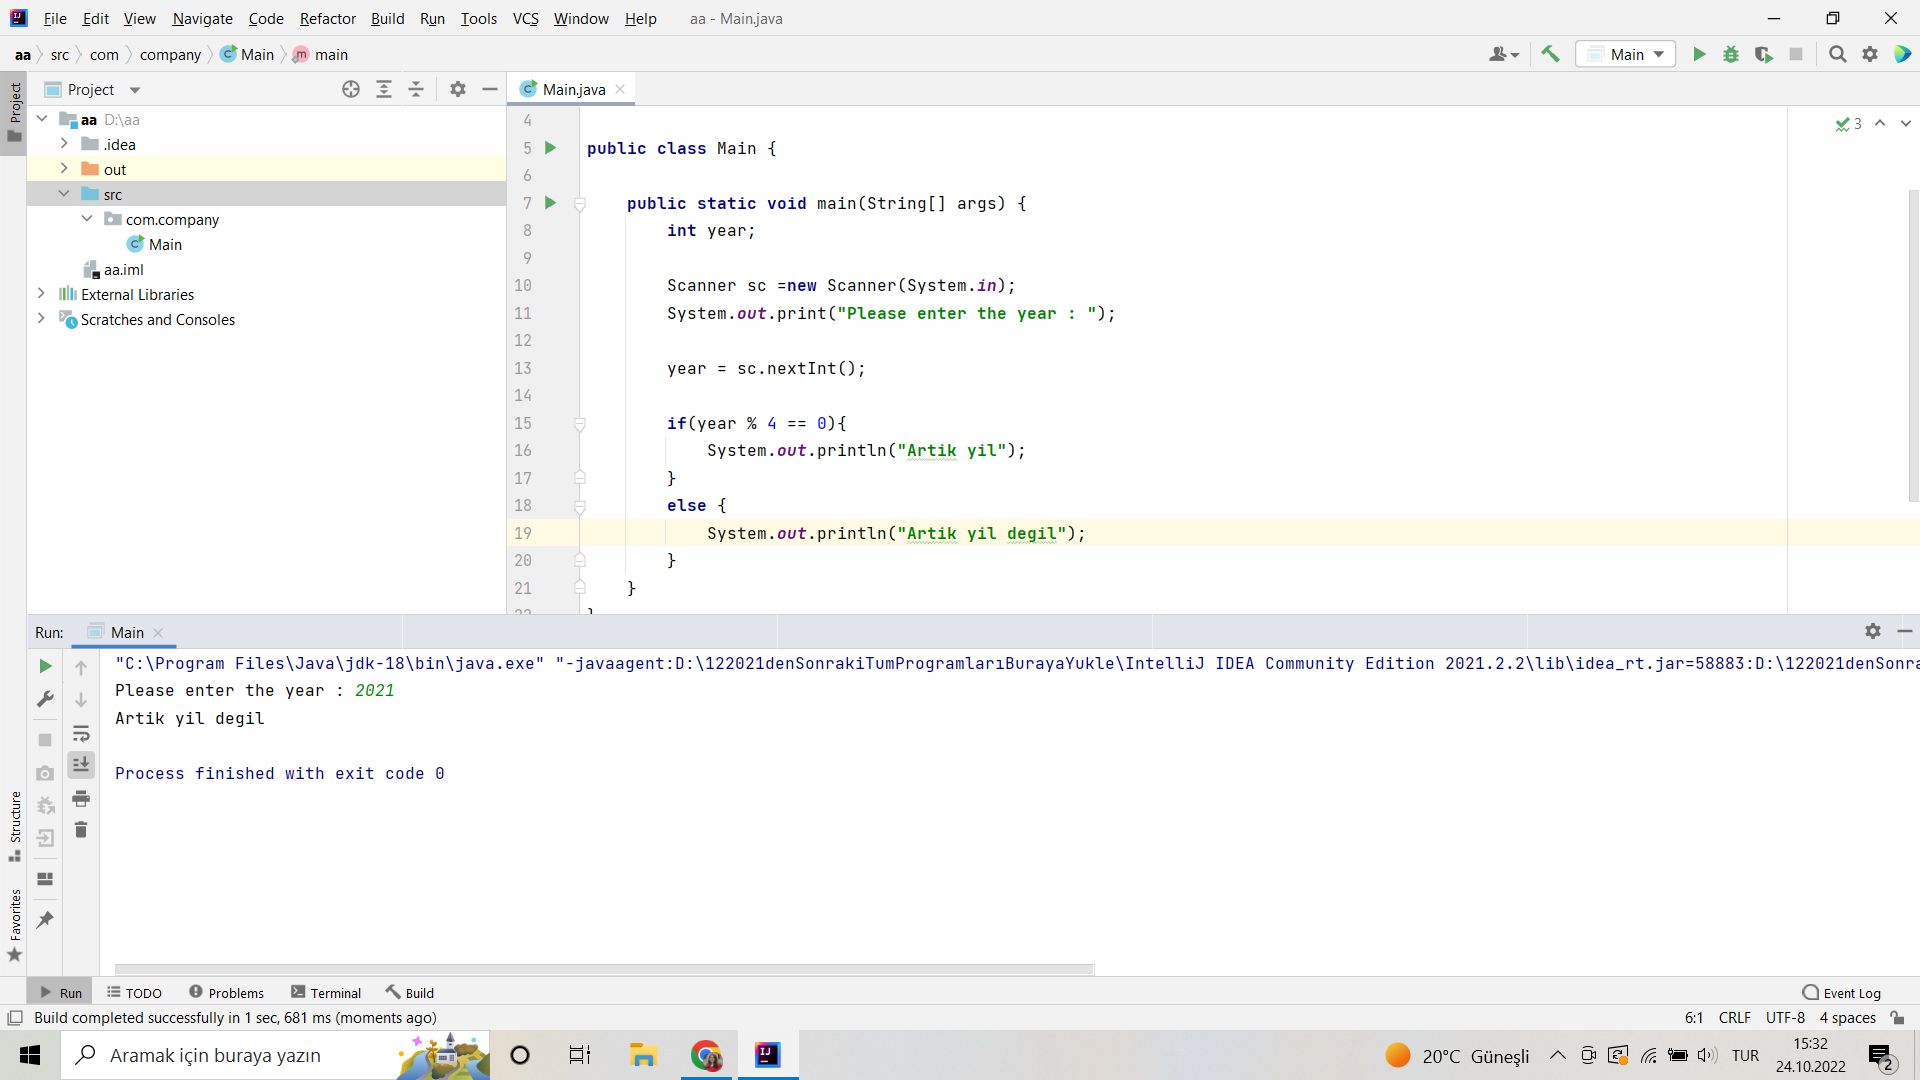 File Edit View Navigate Code Refactor Build Run Tools VCS Window Help aa - Main.java
aa src com company Main main
Main
Project
Project
Main.java
aa D:\aa
.idea
out
src
com.company
Main
aa.iml
External Libraries
Scratches and Consoles
3
4
5 public class Main {
6
7 public static void main(String[] args) {
8 int year;
9
10 Scanner sc =new Scanner(System.in);
11 System.out.print("Please enter the year : ");
12
13 year = sc.nextInt();
14
15 if(year % 4 == 0){
16 System.out.println("Artik yil");
17 }
18 else {
19 System.out.println("Artik yil degil");
20 }
21 }
Run: Main
"C:\Program Files\Java\jdk-18\bin\java.exe" "-javaagent:D:\122021denSonrakiTumProgramlarıBurayaYukle\IntelliJ IDEA Community Edition 2021.2.2\lib\idea_rt.jar=58883:D:\122021denSonra
Please enter the year : 2021
Artik yil degil
Process finished with exit code 0
Structure
Favorites
Run TODO Problems Terminal Build Event Log
Build completed successfully in 1 sec, 681 ms (moments ago) 6:1 CRLF UTF-8 4 spaces
Aramak için buraya yazın
20°C Güneşli TUR
15:32
24.10.2022
2